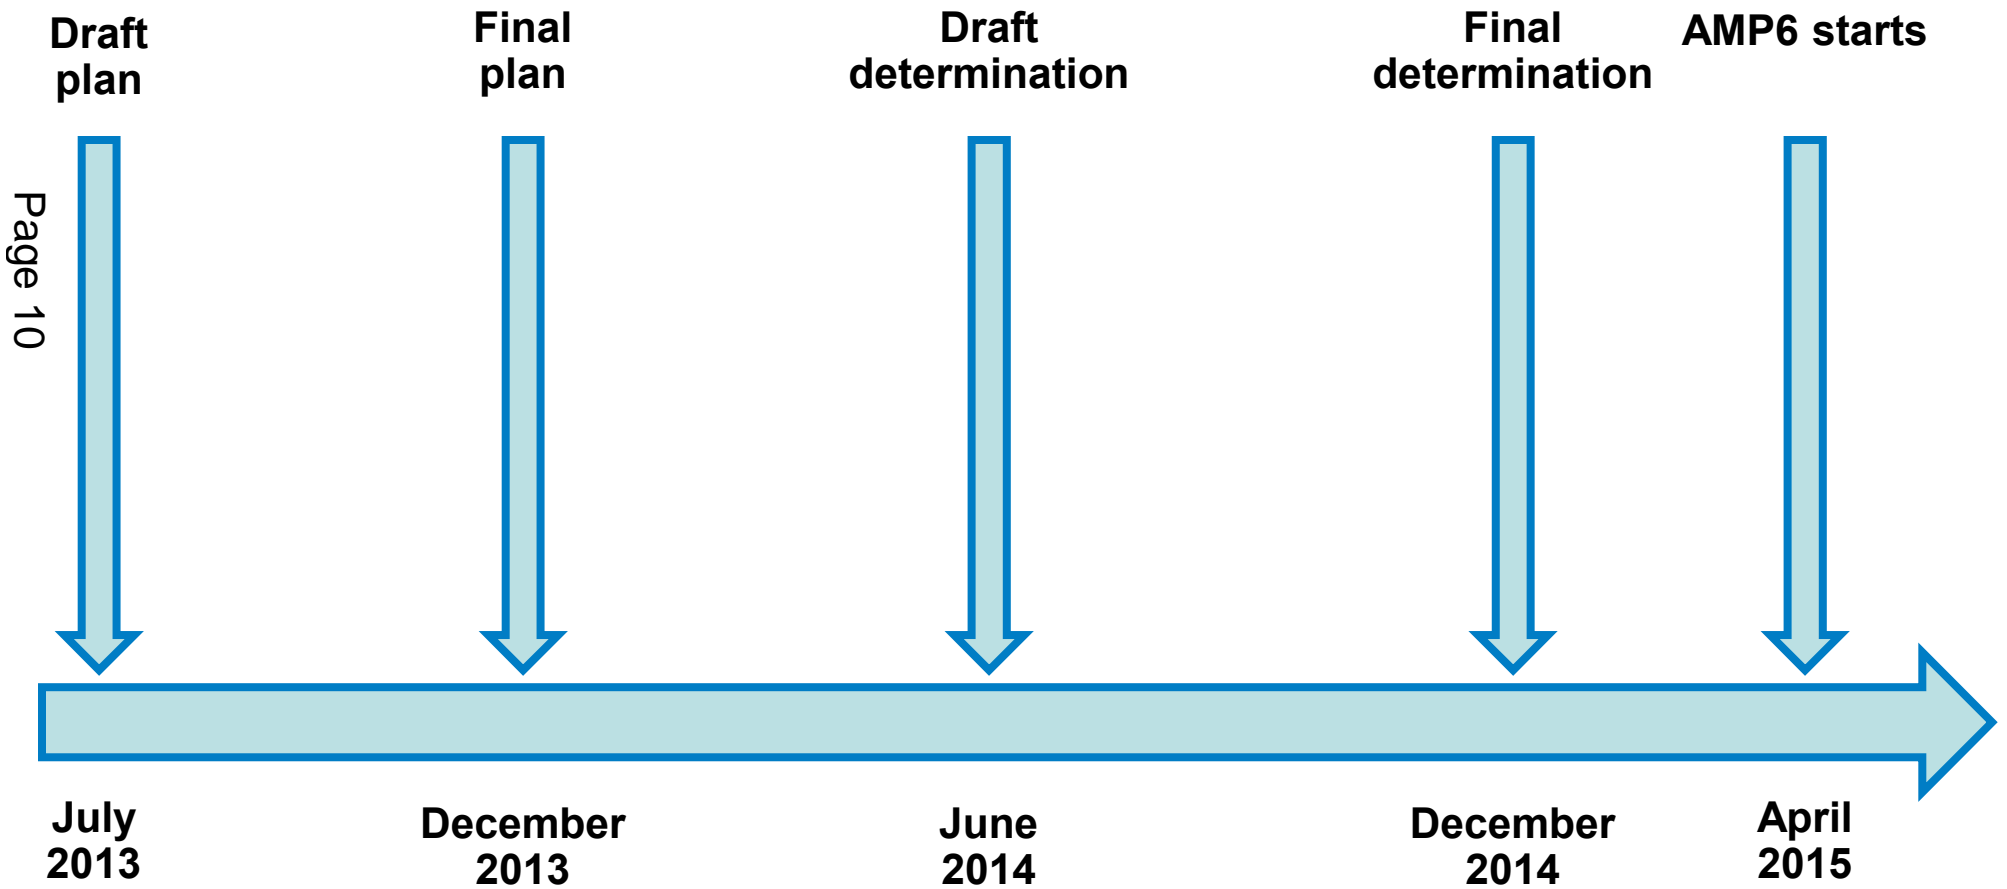 Draft
plan
Final
plan
Draft
determination
Final
determination
AMP6 starts
Page 10
July
2013
December
2013
June
2014
December
2014
April
2015